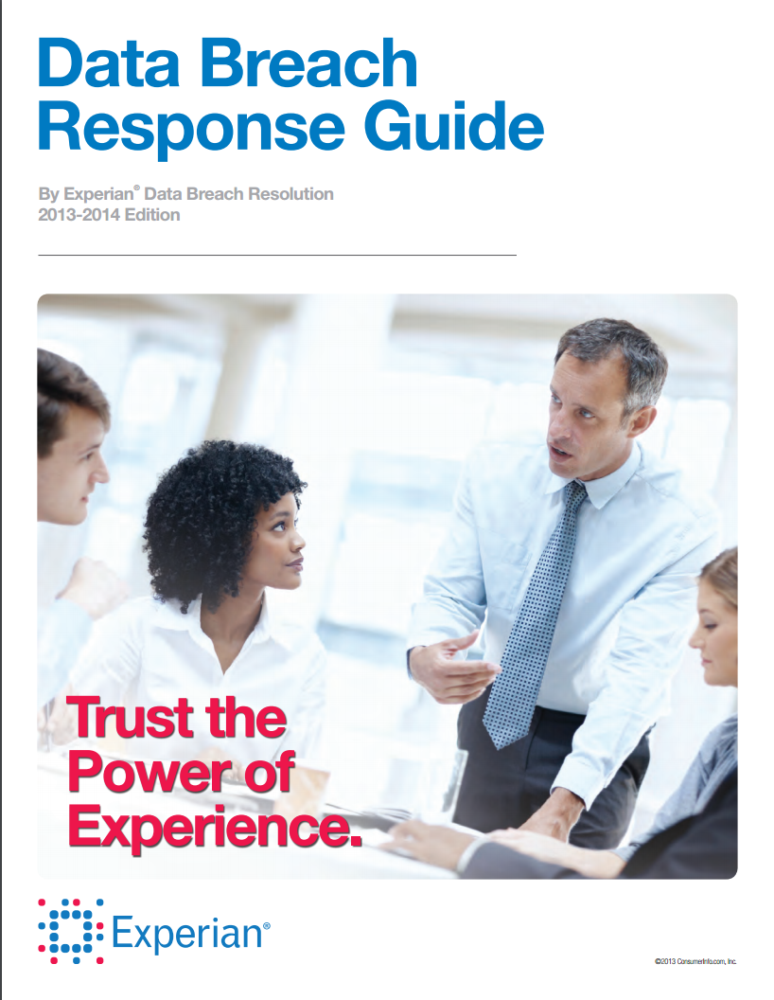 Data Breach
Response Guide
By Experian® Data Breach Resolution
2013-2014 Edition
Trust the
Power of
Experience.
Experian®
©2013 ConsumerInfo.com, Inc.